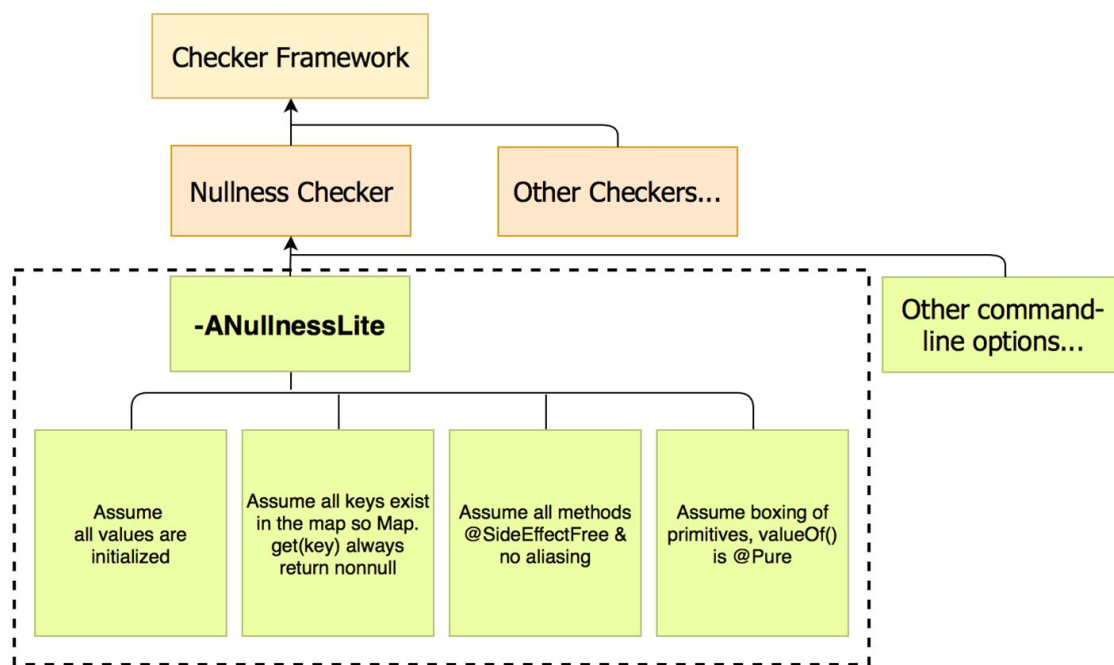 Checker Framework
Nullness Checker
Other Checkers...
-ANullnessLite
Other command-
line options...
Assume
all values are
initialized
Assume all keys exist
in the map so Map.
get(key) always
return nonnull
Assume all methods
@SideEffectFree &
no aliasing
Assume boxing of
primitives, valueOf()
is @Pure